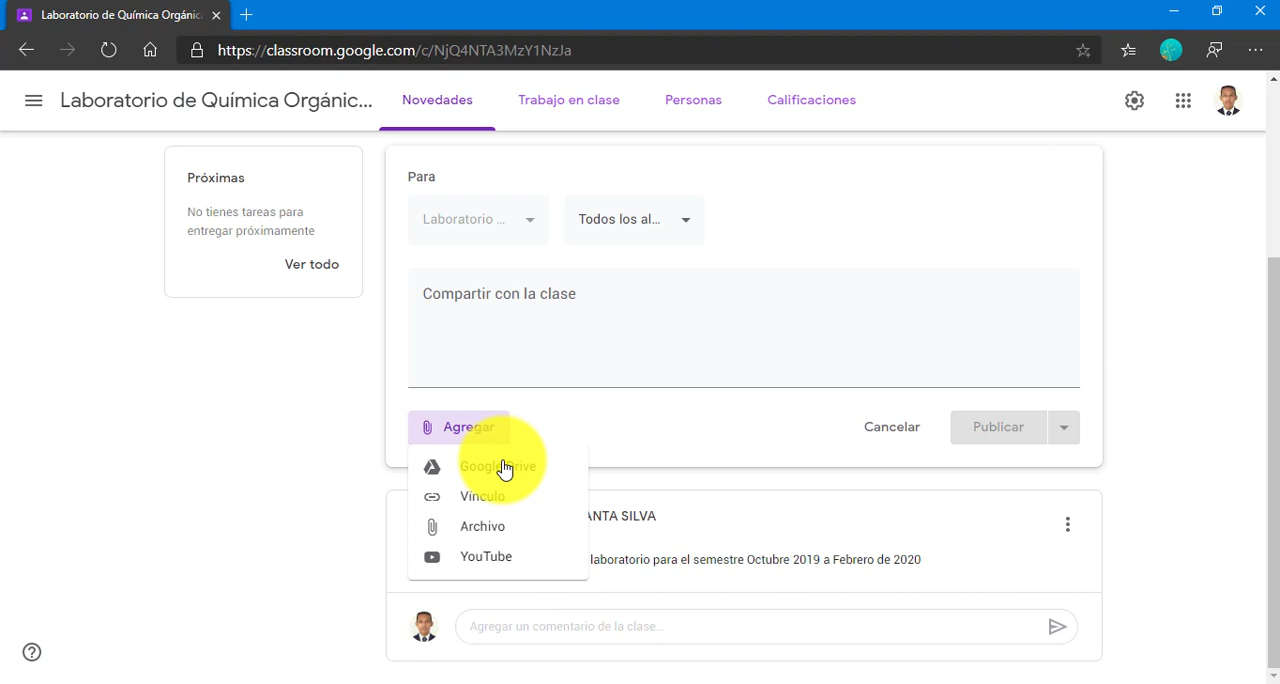 Laboratorio de Química Orgánic
https://classroom.google.com/c/NjQ4NTA3MzY1NzJa
Laboratorio de Química Orgánic...
Novedades
Trabajo en clase
Personas
Calificaciones
Próximas
No tienes tareas para
entregar próximamente
Ver todo
Para
Laboratorio ...
Todos los al...
Compartir con la clase
Agregar
Cancelar
Publicar
Google Drive
Vínculo
Archivo
YouTube
ANTA SILVA
laboratorio para el semestre Octubre 2019 a Febrero de 2020
Agregar un comentario de la clase...